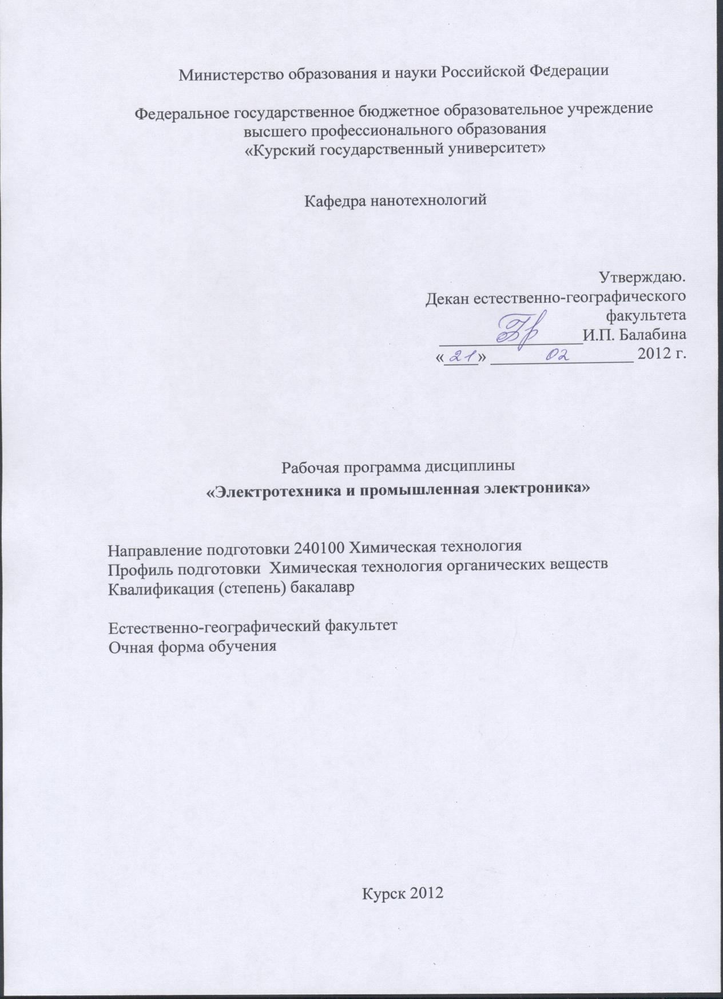 Министерство образования и науки Российской Федерации
Федеральное государственное бюджетное образовательное учреждение
высшего профессионального образования
«Курский государственный университет»
Кафедра нанотехнологий
Утверждаю.
Декан естественно-географического
факультета
И.П. Балабина
«21» 02 2012 г.
Рабочая программа дисциплины
«Электротехника и промышленная электроника»
Направление подготовки 240100 Химическая технология
Профиль подготовки Химическая технология органических веществ
Квалификация (степень) бакалавр
Естественно-географический факультет
Очная форма обучения
Курск 2012